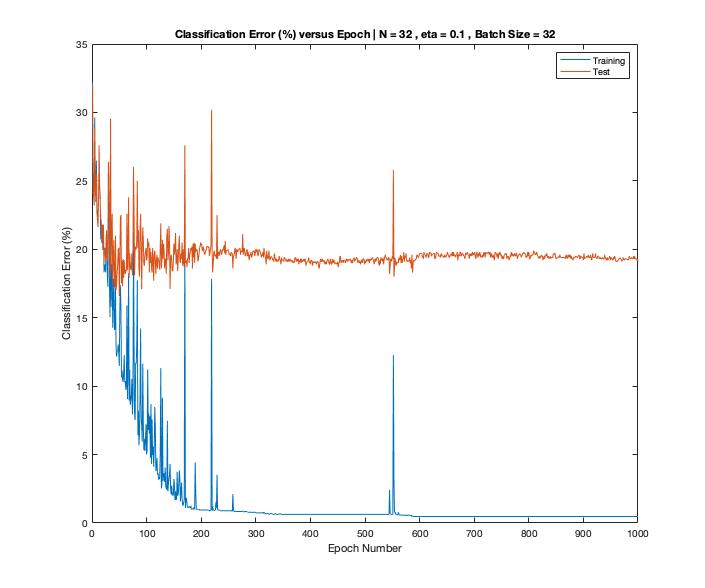 Classification Error (%) versus Epoch | N = 32 , eta = 0.1 , Batch Size = 32
Training
Test
35
30
25
20
15
10
5
0
Classification Error (%)
0 100 200 300 400 500 600 700 800 900 1000
Epoch Number